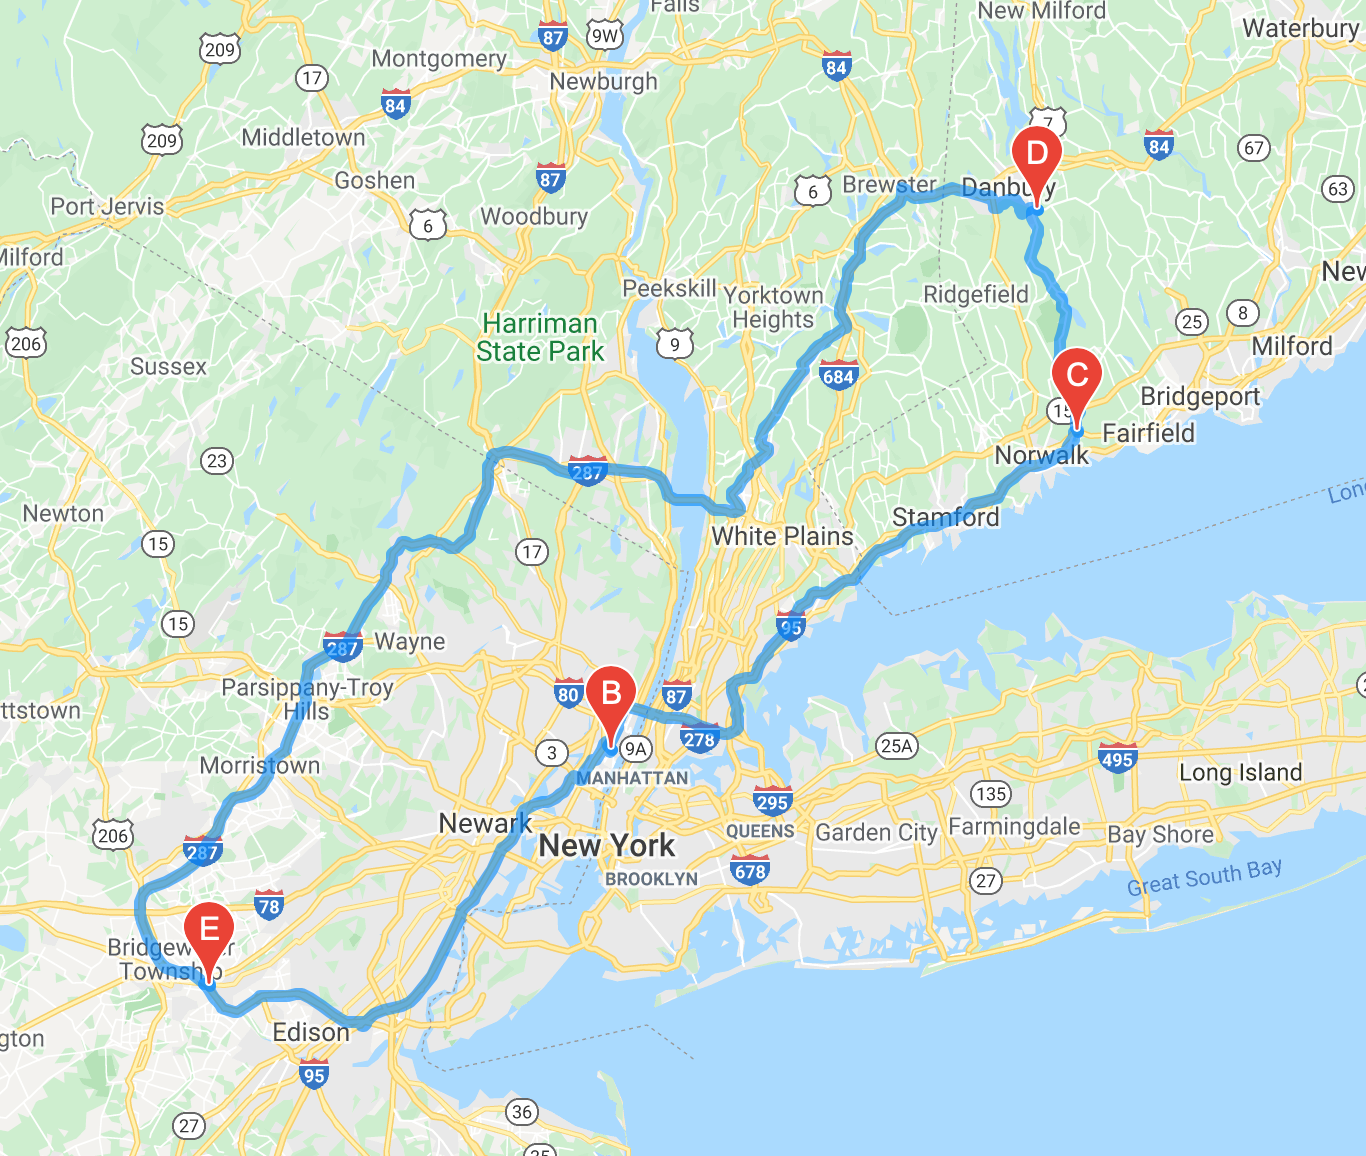 Falls
New Milford
87
9W
209
Waterbury
Montgomery
17
84
Newburgh
84
7
Middletown
209
84
67
D
Goshen
87
6
Brewster
Danbury
63
Port Jervis
6
Woodbury
Milford
New
Peekskill
Yorktown
Heights
Ridgefield
Harriman
State Park
9
25
8
206
Milford
Sussex
684
C
Bridgeport
15
Fairfield
Norwalk
23
287
Newton
Stamford
15
17
White Plains
15
95
287
Wayne
Parsippany-Troy
Hills
80
B
87
ttstown
278
3
9A
25A
495
Morristown
MANHATTAN
Long Island
295
135
206
Newark
New York
QUEENS
Garden City
Farmingdale
Bay Shore
287
BROOKLYN
678
27
Great South Bay
78
E
Township
gton
Edison
95
27
36